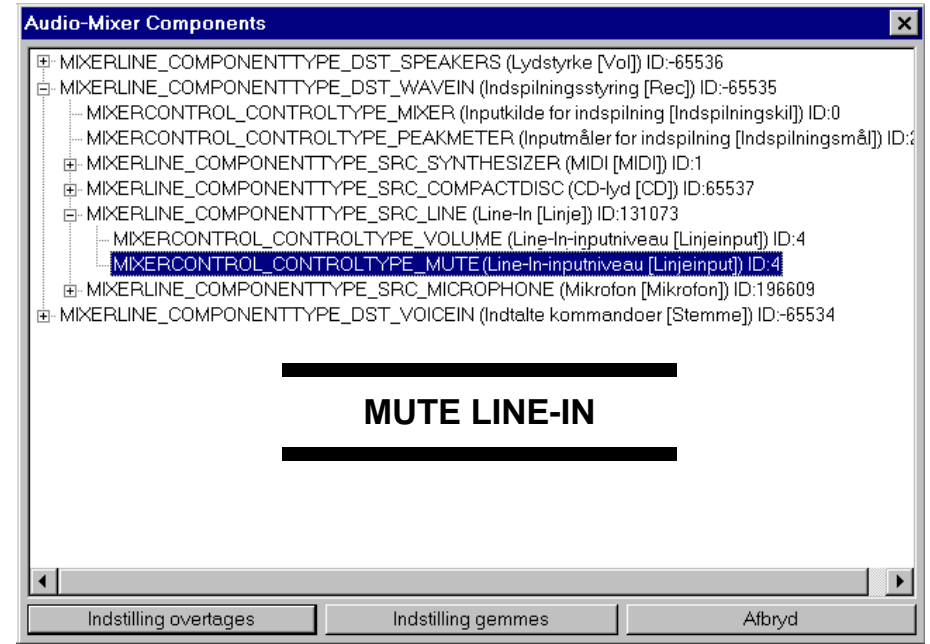 Audio-Mixer Components
MIXERLINE_COMPONENTTYPE_DST_SPEAKERS (Lydstyrke [Vol]) ID:-65536
MIXERLINE_COMPONENTTYPE_DST_WAVEIN (Indspilningsstyring [Rec]) ID:-65535
MIXERCONTROL_CONTROLTYPE_MIXER (Inputkilde for indspilning [Indspilningskil]) ID:0
MIXERCONTROL_CONTROLTYPE_PEAKMETER (Inputmåler for indspilning [Indspilningsmål]) ID:
MIXERLINE_COMPONENTTYPE_SRC_SYNTHESIZER (MIDI [MIDI]) ID:1
MIXERLINE_COMPONENTTYPE_SRC_COMPACTDISC (CD-lyd [CD]) ID:65537
MIXERLINE_COMPONENTTYPE_SRC_LINE (Line-In [Linje]) ID:131073
MIXERCONTROL_CONTROLTYPE_VOLUME (Line-In-inputniveau [Linjeinput]) ID:4
MIXERCONTROL_CONTROLTYPE_MUTE(Line-In-inputniveau [Linjeinput]) ID:4
MIXERLINE_COMPONENTTYPE_SRC_MICROPHONE (Mikrofon [Mikrofon]) ID:196609
MIXERLINE_COMPONENTTYPE_DST_VOICEIN (Indtalte kommandoer [Stemme]) ID:-65534
MUTE LINE-IN
Indstilling overtages
Indstilling gemmes
Afbryd